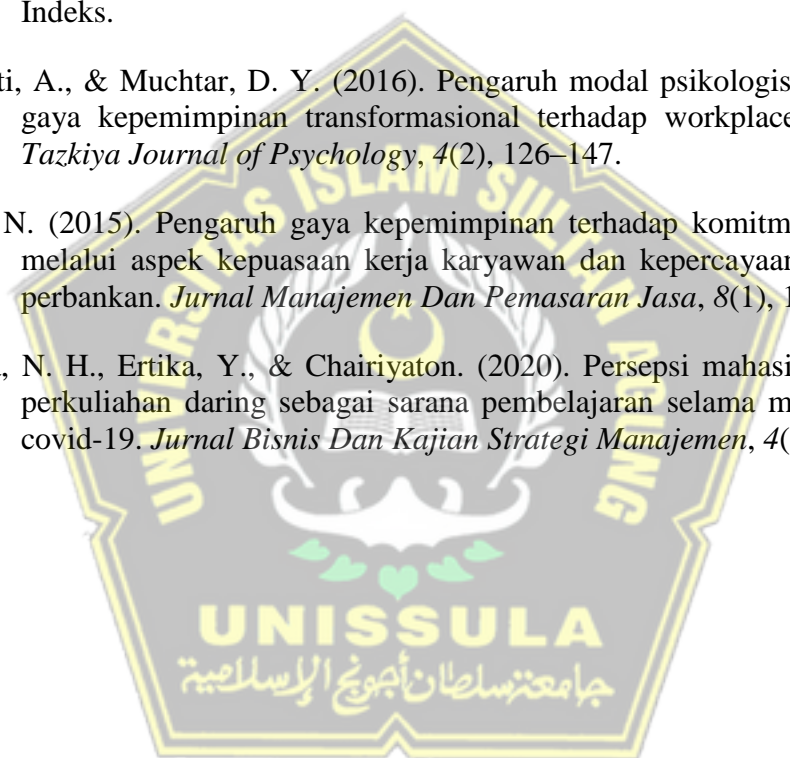 Indeks.
ti, A., & Muchtar, D. Y. (2016). Pengaruh modal psikologis
gaya kepemimpinan transformasional terhadap workplace
Tazkiya Journal of Psychology, 4(2), 126–147.
N. (2015). Pengaruh gaya kepemimpinan terhadap komitm
melalui aspek kepuasaan kerja karyawan dan kepercayaan
perbankan. Jurnal Manajemen Dan Pemasaran Jasa, 8(1), 1
, N. H., Ertika, Y., & Chairiyaton. (2020). Persepsi mahasi
perkuliahan daring sebagai sarana pembelajaran selama m
covid-19. Jurnal Bisnis Dan Kajian Strategi Manajemen, 4(
UNIVERSITAS ISLAM SULTAN AGUNG
UNISSULA
جامعتنسلطان أجونج الإسلامية